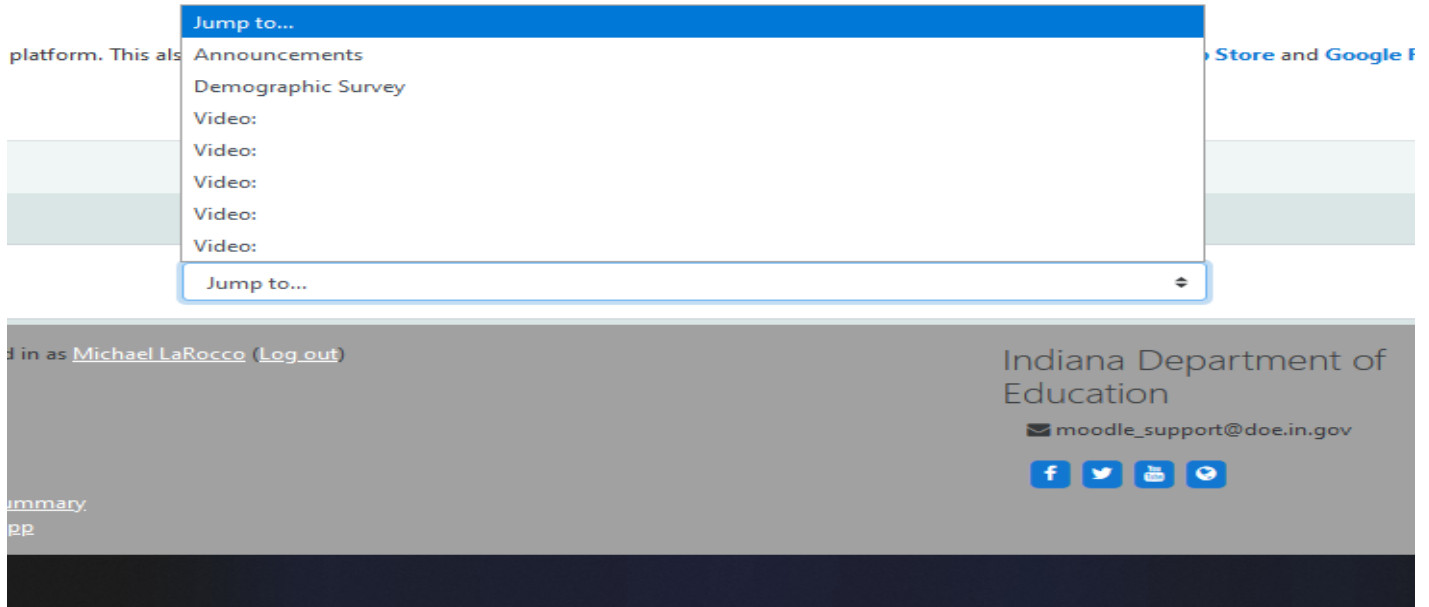 Jump to...
platform. This als
Announcements
Store and Google
Demographic Survey
Video:
Video:
Video:
Video:
Video:
Jump to...
d in as Michael LaRocco (Log out)
Indiana Department of
Education
moodle_support@doe.in.gov
ummary
pp